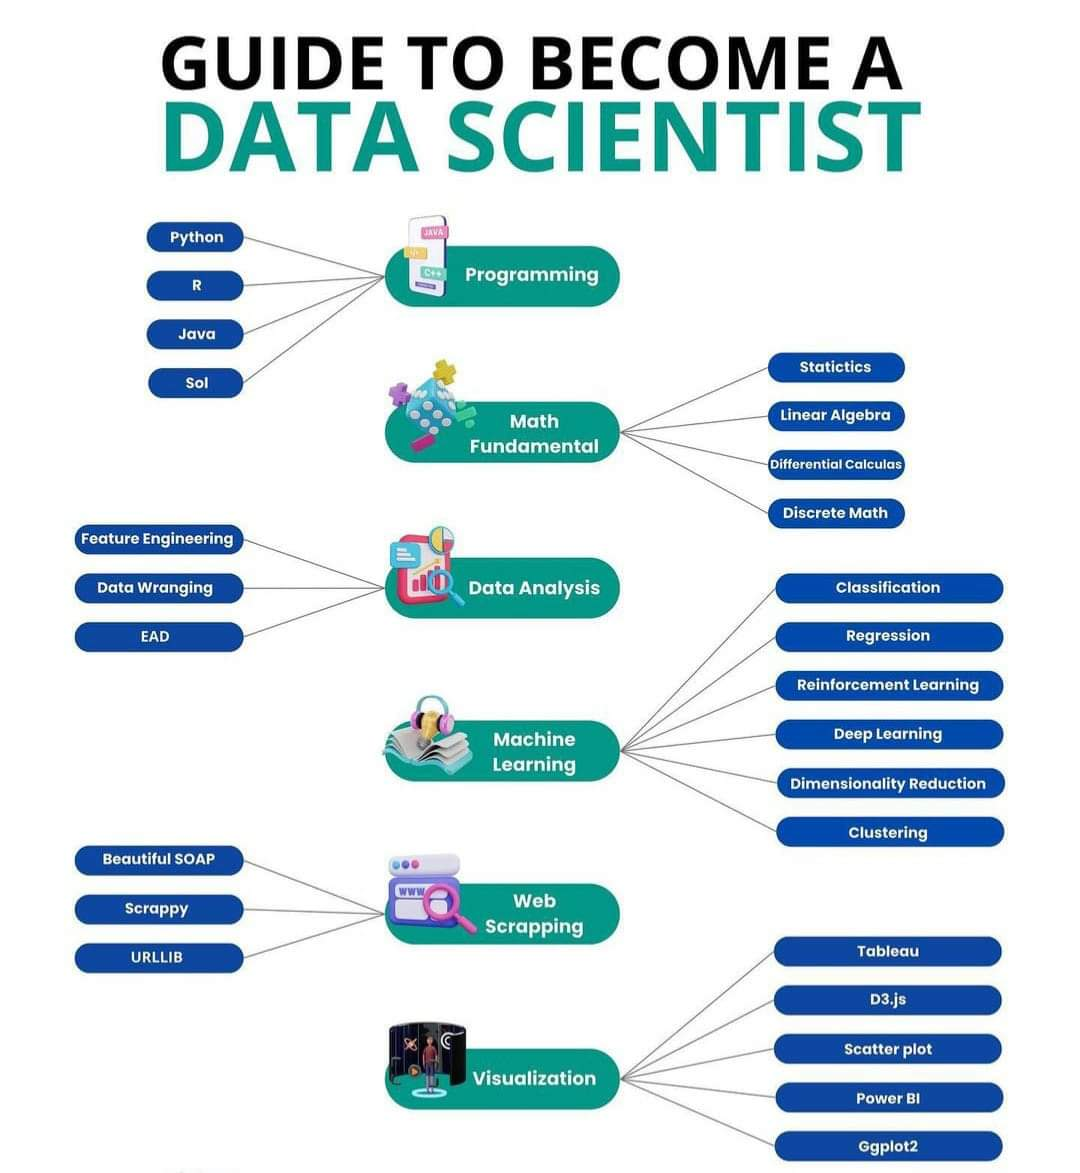 GUIDE TO BECOME A
DATA SCIENTIST
Python
R
Java
Sol
JAVA
C++
Programming
Math
Fundamental
Statictics
Linear Algebra
Differential Calculas
Discrete Math
Feature Engineering
Data Wranging
EAD
Data Analysis
Machine
Learning
Classification
Regression
Reinforcement Learning
Deep Learning
Dimensionality Reduction
Clustering
Beautiful SOAP
Scrappy
URLLIB
WWW
Web
Scrapping
Visualization
Tableau
D3.js
Scatter plot
Power BI
Ggplot2